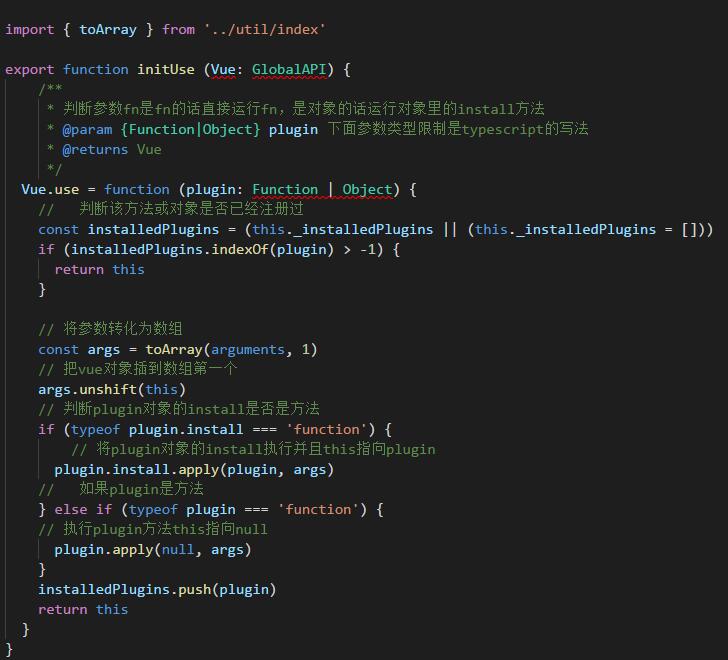 import { toArray } from '../util/index'
export function initUse (Vue: GlobalAPI) {
/**
* 判断参数fn是fn的话直接运行fn，是对象的话运行对象里的install方法
* @param {Function|Object} plugin 下面参数类型限制是typescript的写法
* @returns Vue
*/
Vue.use = function (plugin: Function | Object) {
// 判断该方法或对象是否已经注册过
const installedPlugins = (this._installedPlugins || (this._installedPlugins = []))
if (installedPlugins.indexOf(plugin) > -1) {
return this
}
// 将参数转化为数组
const args = toArray(arguments, 1)
// 把vue对象插到数组第一个
args.unshift(this)
// 判断plugin对象的install是否是方法
if (typeof plugin.install === 'function') {
// 将plugin对象的install执行并且this指向plugin
plugin.install.apply(plugin, args)
// 如果plugin是方法
} else if (typeof plugin === 'function') {
// 执行plugin方法this指向null
plugin.apply(null, args)
}
installedPlugins.push(plugin)
return this
}
}